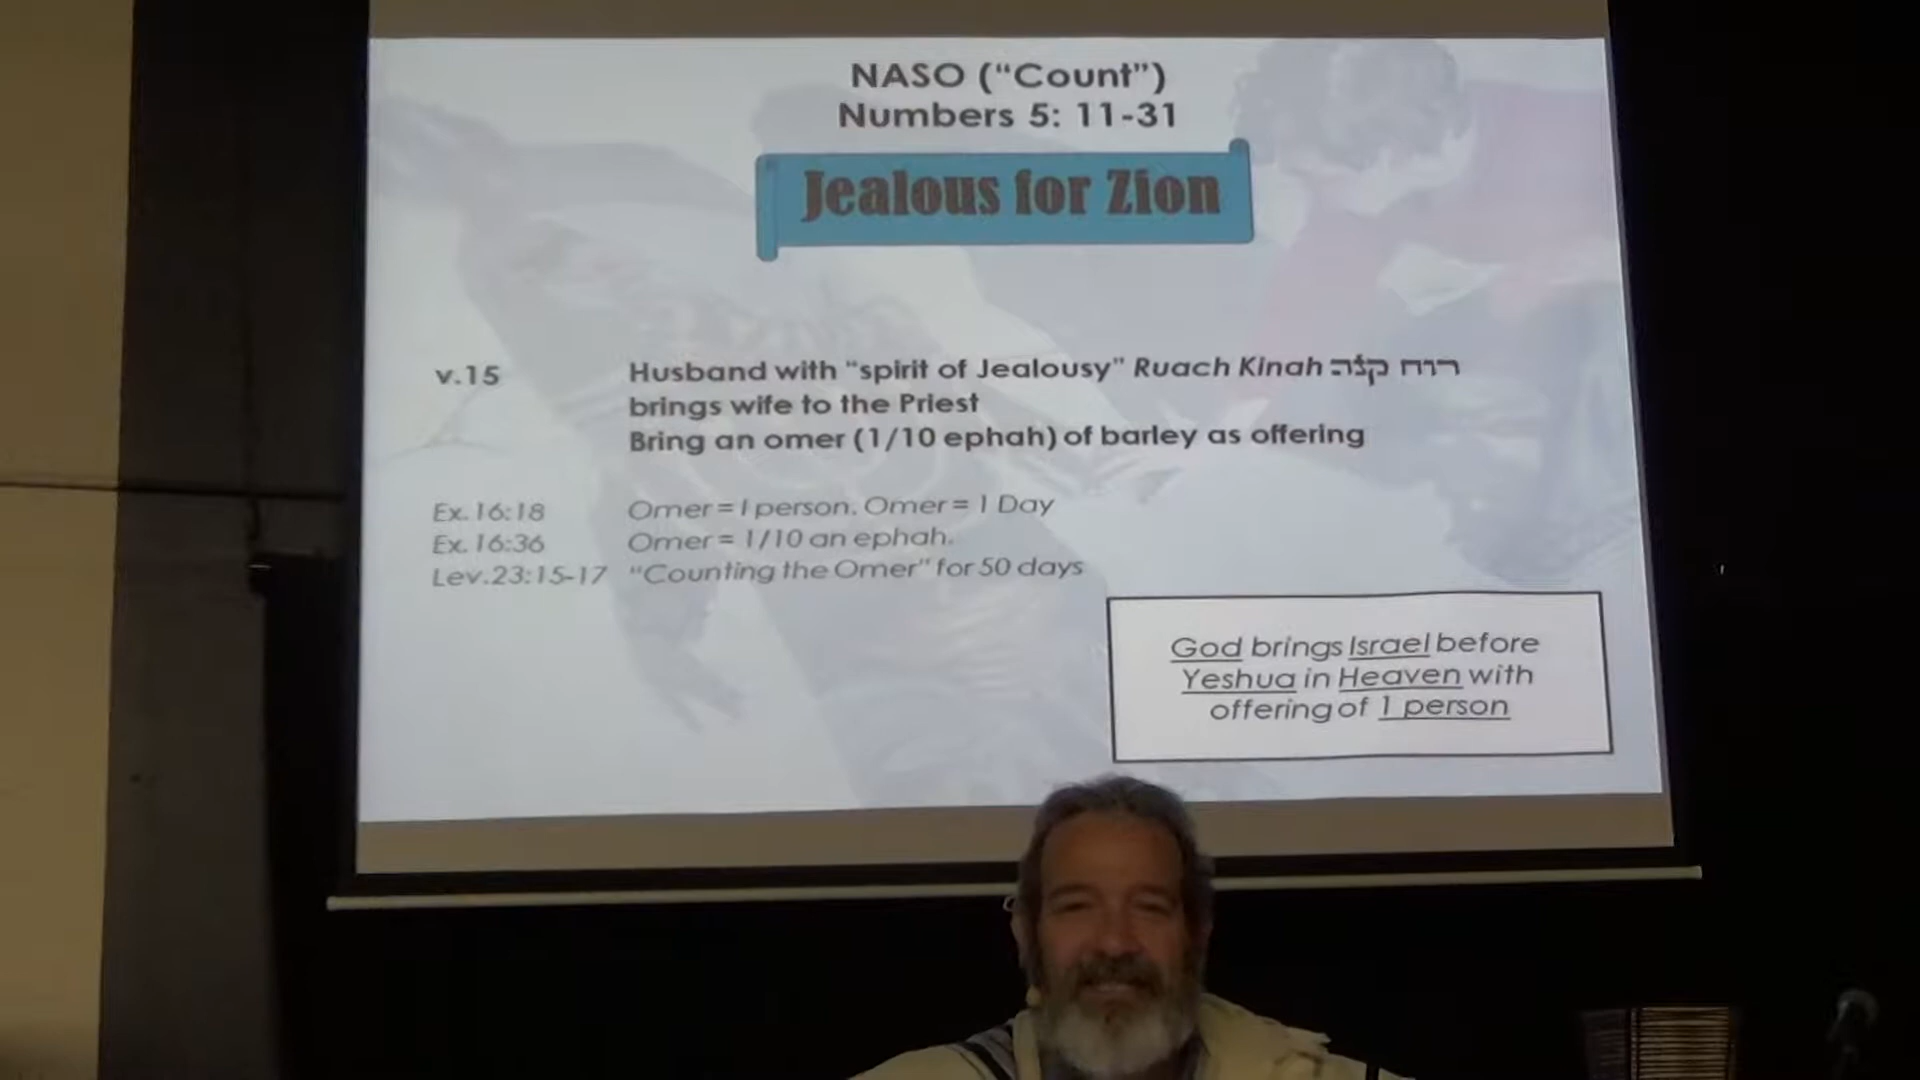 NASO (“Count”)
Numbers 5: 11-31
Jealous for Zion
v.15 Husband with “spirit of Jealousy” Ruach Kinah רוח קנה
brings wife to the Priest
Bring an omer (1/10 ephah) of barley as offering
Ex. 16:18 Omer = 1 person. Omer = 1 Day
Ex. 16:36 Omer = 1/10 an ephah.
Lev.23:15-17 “Counting the Omer” for 50 days
God brings Israel before
Yeshua in Heaven with
offering of 1 person